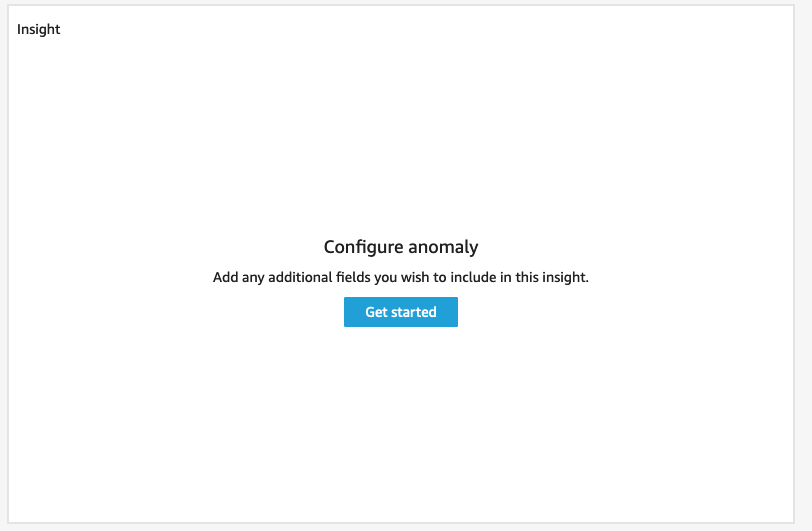 Insight
Configure anomaly
Add any additional fields you wish to include in this insight.
Get started